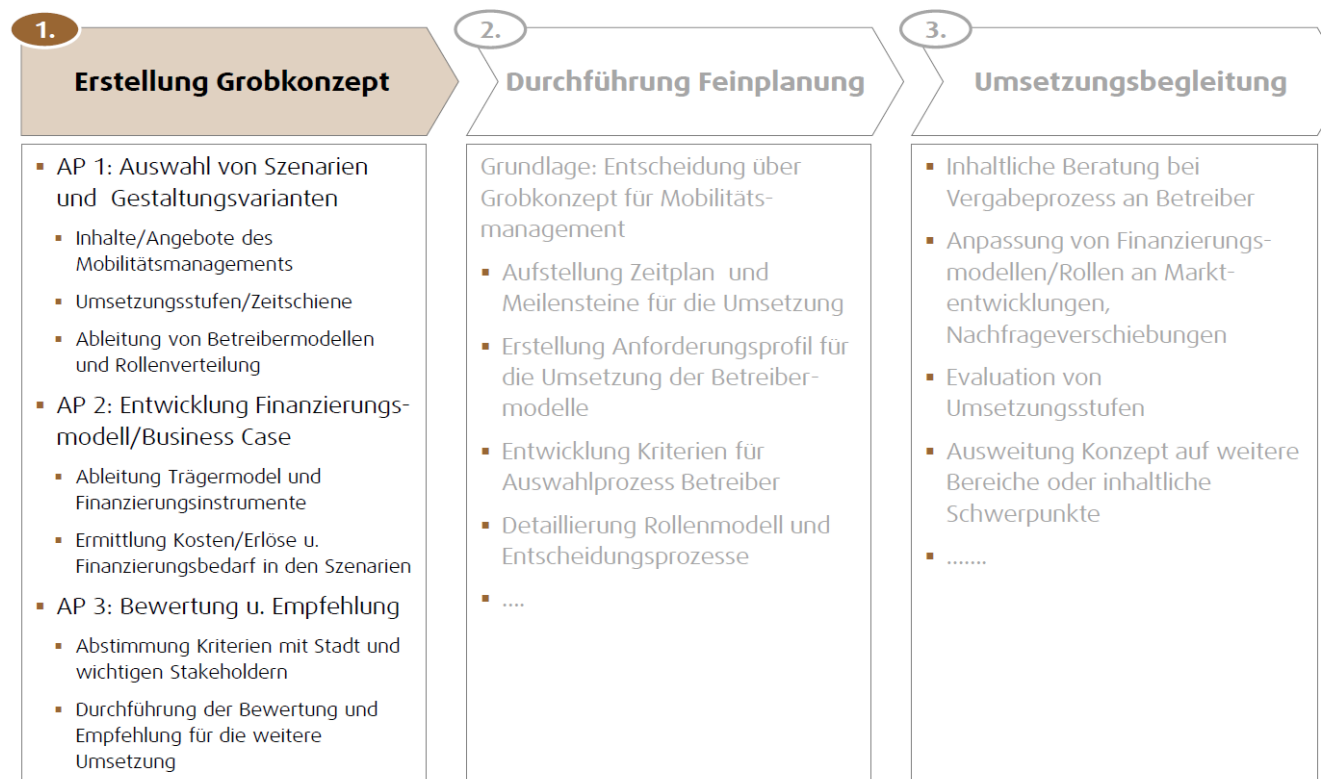 1.
Erstellung Grobkonzept
▪ AP 1: Auswahl von Szenarien
und Gestaltungsvarianten
▪ Inhalte/Angebote des
Mobilitätsmanagements
▪ Umsetzungsstufen/Zeitschiene
▪ Ableitung von Betreibermodellen
und Rollenverteilung
▪ AP 2: Entwicklung Finanzierungs-
modell/Business Case
▪ Ableitung Trägermodel und
Finanzierungsinstrumente
▪ Ermittlung Kosten/Erlöse u.
Finanzierungsbedarf in den Szenarien
▪ AP 3: Bewertung u. Empfehlung
▪ Abstimmung Kriterien mit Stadt und
wichtigen Stakeholdern
▪ Durchführung der Bewertung und
Empfehlung für die weitere
Umsetzung
2.
Durchführung Feinplanung
Grundlage: Entscheidung über
Grobkonzept für Mobilitäts-
management
▪ Aufstellung Zeitplan und
Meilensteine für die Umsetzung
▪ Erstellung Anforderungsprofil für
die Umsetzung der Betreiber-
modelle
▪ Entwicklung Kriterien für
Auswahlprozess Betreiber
▪ Detaillierung Rollenmodell und
Entscheidungsprozesse
▪ ....
3.
Umsetzungsbegleitung
▪ Inhaltliche Beratung bei
Vergabeprozess an Betreiber
▪ Anpassung von Finanzierungs-
modellen/Rollen an Markt-
entwicklungen,
Nachfrageverschiebungen
▪ Evaluation von
Umsetzungsstufen
▪ Ausweitung Konzept auf weitere
Bereiche oder inhaltliche
Schwerpunkte
▪ .......